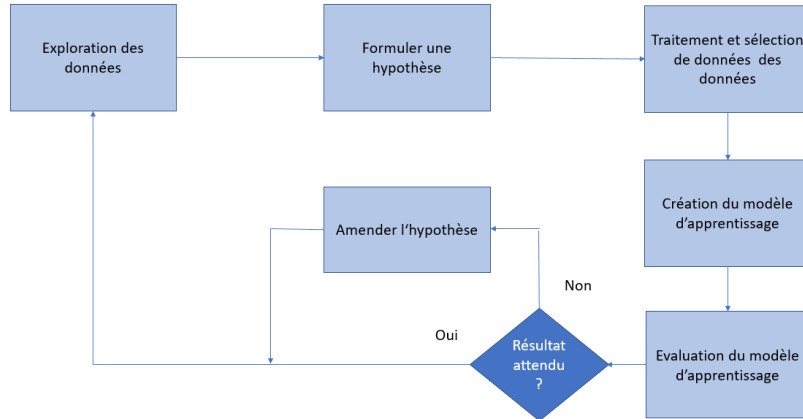 Exploration des
données
Formuler une
hypothèse
Traitement et sélection
de données des
données
Création du modèle
d'apprentissage
Amender l'hypothèse
Non
Oui
Résultat
attendu
?
Evaluation du modèle
d'apprentissage